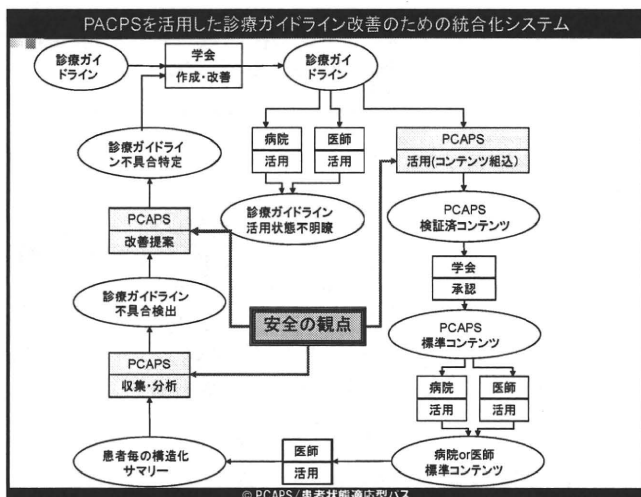 PACPSを活用した診療ガイドライン改善のための統合化システム
診療ガイ
ドライン
学会
作成・改善
診療ガイ
ドライン
病院
活用
医師
活用
PCAPS
活用(コンテンツ組込)
診療ガイドライ
ン不具合特定
診療ガイドライン
活用状態不明瞭
PCAPS
検証済コンテンツ
PCAPS
改善提案
学会
承認
診療ガイドライン
不具合検出
安全の観点
PCAPS
標準コンテンツ
PCAPS
収集・分析
病院
活用
医師
活用
患者毎の構造化
サマリー
医師
活用
病院or医師
標準コンテンツ
© PCAPS/患者状態適応型パス